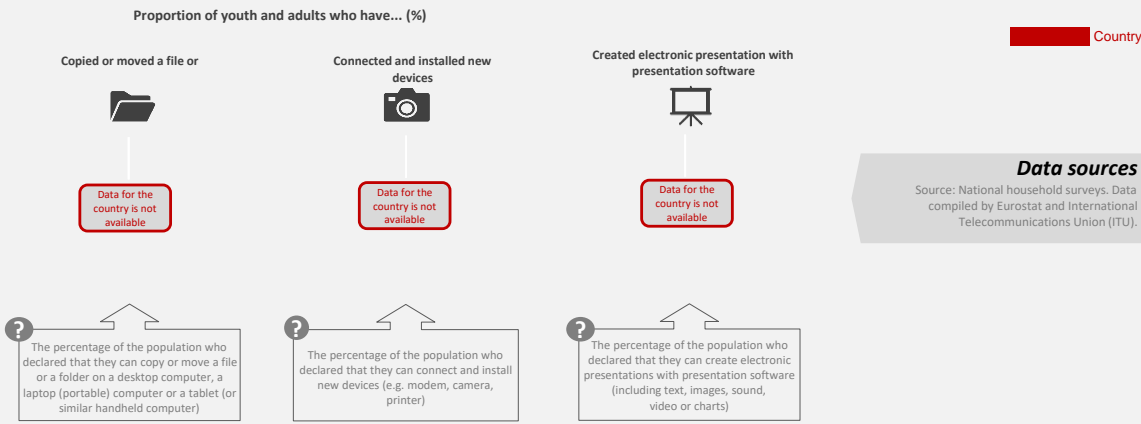 Proportion of youth and adults who have... (%)
Country
Copied or moved a file or
Connected and installed new
devices
Created electronic presentation with
presentation software
Data for the
country is not
available
Data for the
country is not
available
Data for the
country is not
available
Data sources
Source: National household surveys. Data
compiled by Eurostat and International
Telecommunications Union (ITU).
?
The percentage of the population who
declared that they can copy or move a file
or a folder on a desktop computer, a
laptop (portable) computer or a tablet (or
similar handheld computer)
?
The percentage of the population who
declared that they can connect and install
new devices (e.g. modem, camera,
printer)
?
The percentage of the population who
declared that they can create electronic
presentations with presentation software
(including text, images, sound,
video or charts)